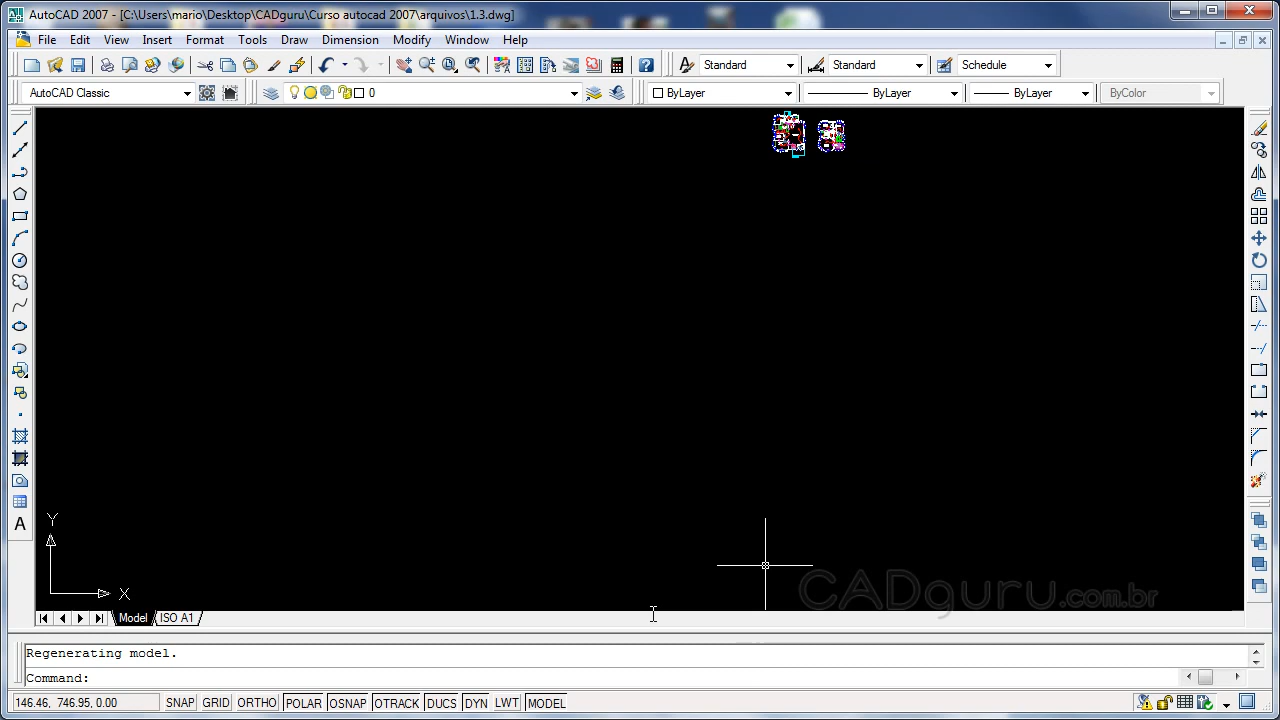 AutoCAD 2007 - [C:\Users\mario\Desktop\CADguru\Curso autocad 2007\arquivos\1.3.dwg]
File Edit View Insert Format Tools Draw Dimension Modify Window Help
Standard Standard Schedule
AutoCAD Classic 0 ByLayer ByLayer ByLayer ByColor
A
Y
X
CADguru.com.br
Model ISO A1
Regenerating model.
Command:
146.46, 746.95, 0.00 SNAP GRID ORTHO POLAR OSNAP OTRACK DUCS DYN LWT MODEL